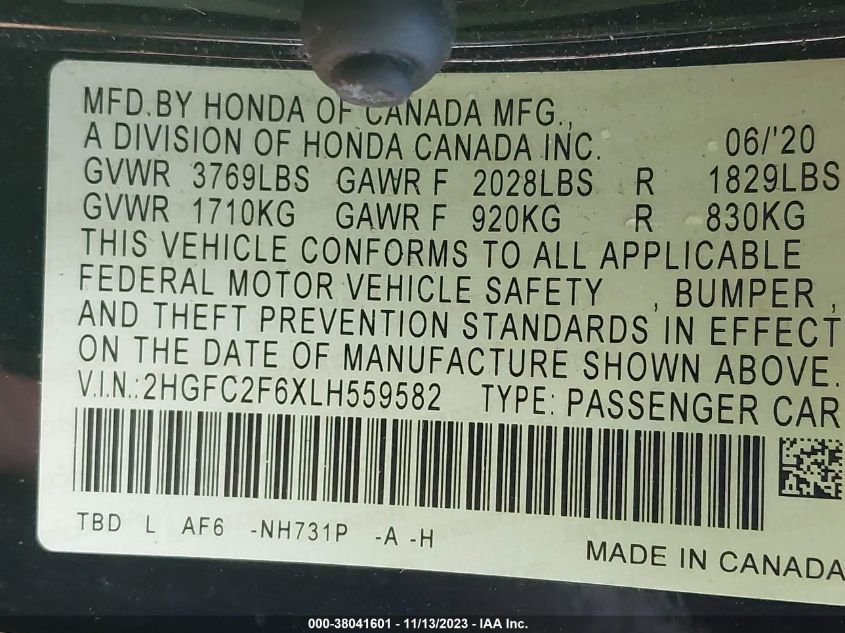 MFD.BY HONDA OF CANADA MFG.,
A DIVISION OF HONDA CANADA INC. 06/'20
GVWR 3769LBS GAWR F 2028LBS R 1829LBS
GVWR 1710KG GAWR F 920KG R 830KG
THIS VEHICLE CONFORMS TO ALL APPLICABLE
FEDERAL MOTOR VEHICLE SAFETY , BUMPER ,
AND THEFT PREVENTION STANDARDS IN EFFECT
ON THE DATE OF MANUFACTURE SHOWN ABOVE.
V.I.N.:2HGFC2F6XLH559582 TYPE: PASSENGER CAR
TBD L AF6 -NH731P -A -H
MADE IN CANADA
000-38041601 - 11/13/2023 - IAA Inc.